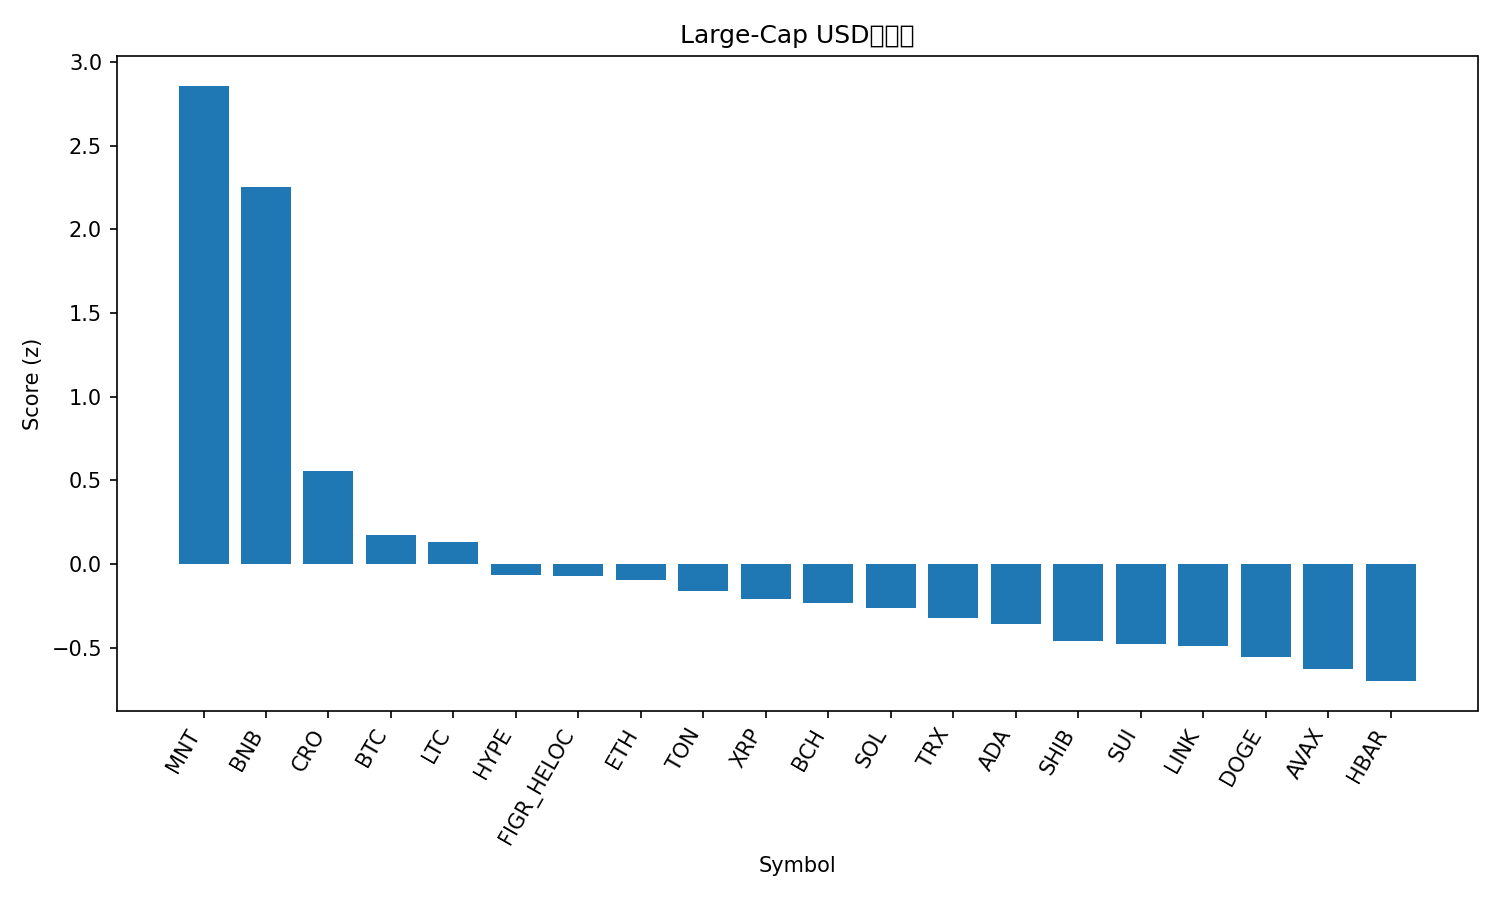 Large-Cap USD
3.0
2.5
2.0
1.5
1.0
0.5
0.0
−0.5
Score (z)
MNT
BNB
CRO
BTC
LTC
HYPE
FIGR_HELOC
ETH
TON
XRP
BCH
SOL
TRX
ADA
SHIB
SUI
LINK
DOGE
AVAX
HBAR
Symbol